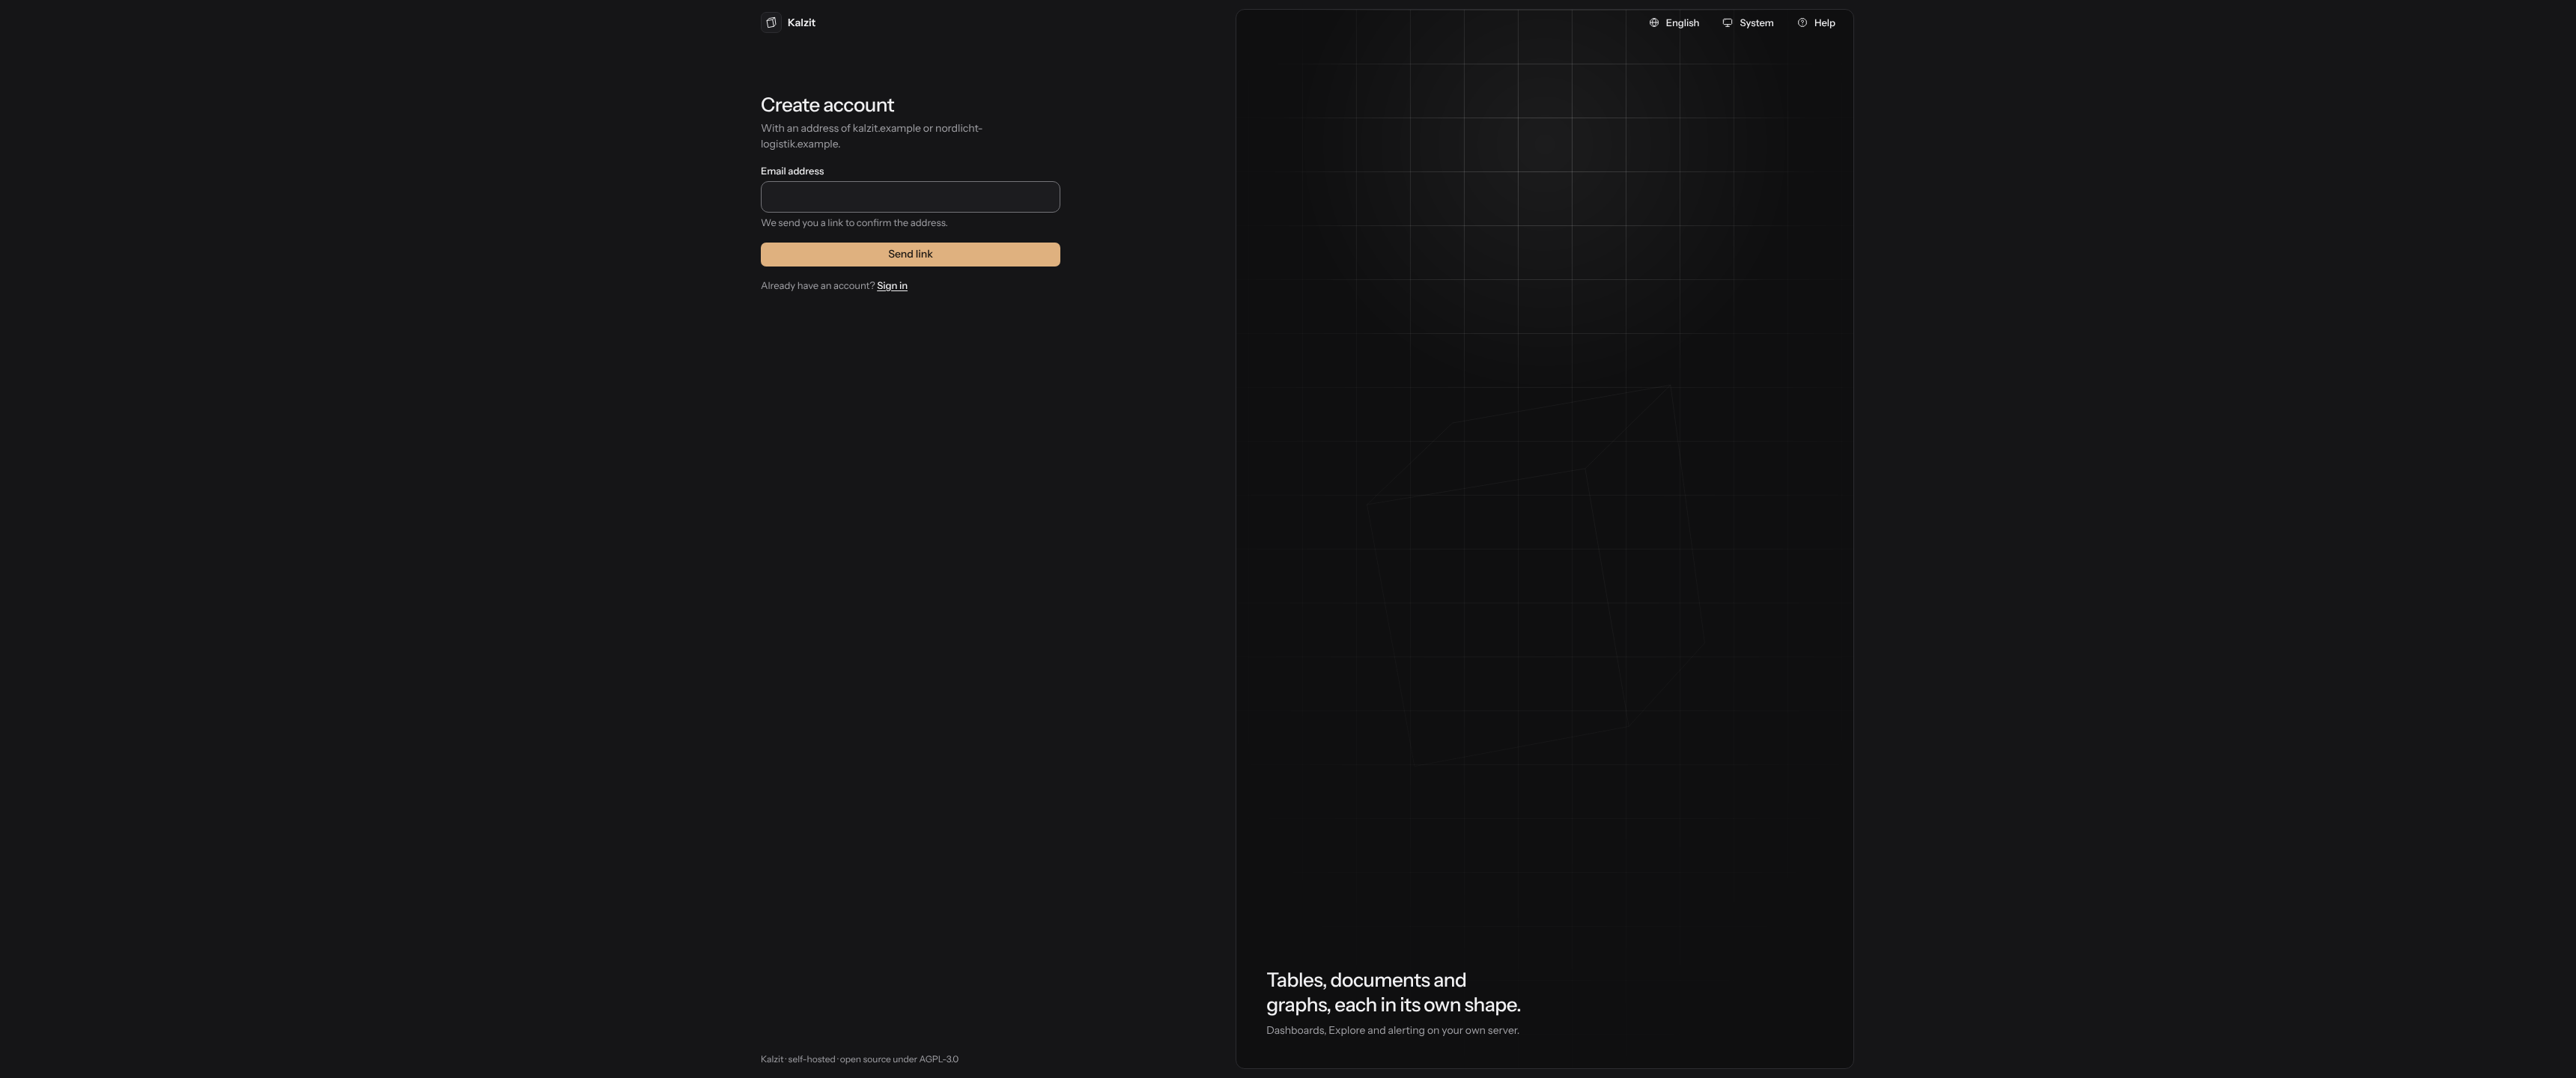 Kalzit
English
System
Help
Create account
With an address of kalzit.example or nordlicht-
logistik.example.
Email address
We send you a link to confirm the address.
Send link
Already have an account? Sign in
Tables, documents and
graphs, each in its own shape.
Dashboards, Explore and alerting on your own server.
Kalzit · self-hosted · open source under AGPL-3.0